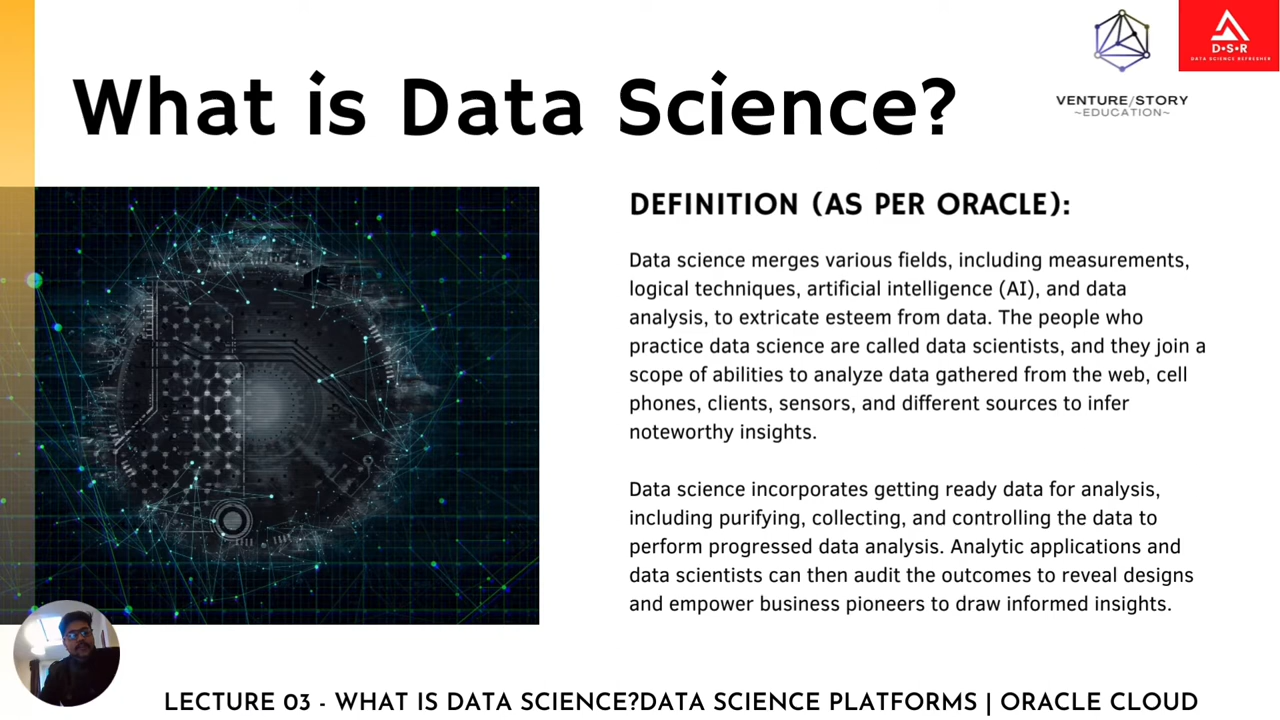 D•S•R
DATA SCIENCE REFRESHER
What is Data Science?
VENTURE/STORY
~EDUCATION~
DEFINITION (AS PER ORACLE):
Data science merges various fields, including measurements,
logical techniques, artificial intelligence (AI), and data
analysis, to extricate esteem from data. The people who
practice data science are called data scientists, and they join a
scope of abilities to analyze data gathered from the web, cell
phones, clients, sensors, and different sources to infer
noteworthy insights.
Data science incorporates getting ready data for analysis,
including purifying, collecting, and controlling the data to
perform progressed data analysis. Analytic applications and
data scientists can then audit the outcomes to reveal designs
and empower business pioneers to draw informed insights.
LECTURE 03 - WHAT IS DATA SCIENCE?DATA SCIENCE PLATFORMS | ORACLE CLOUD